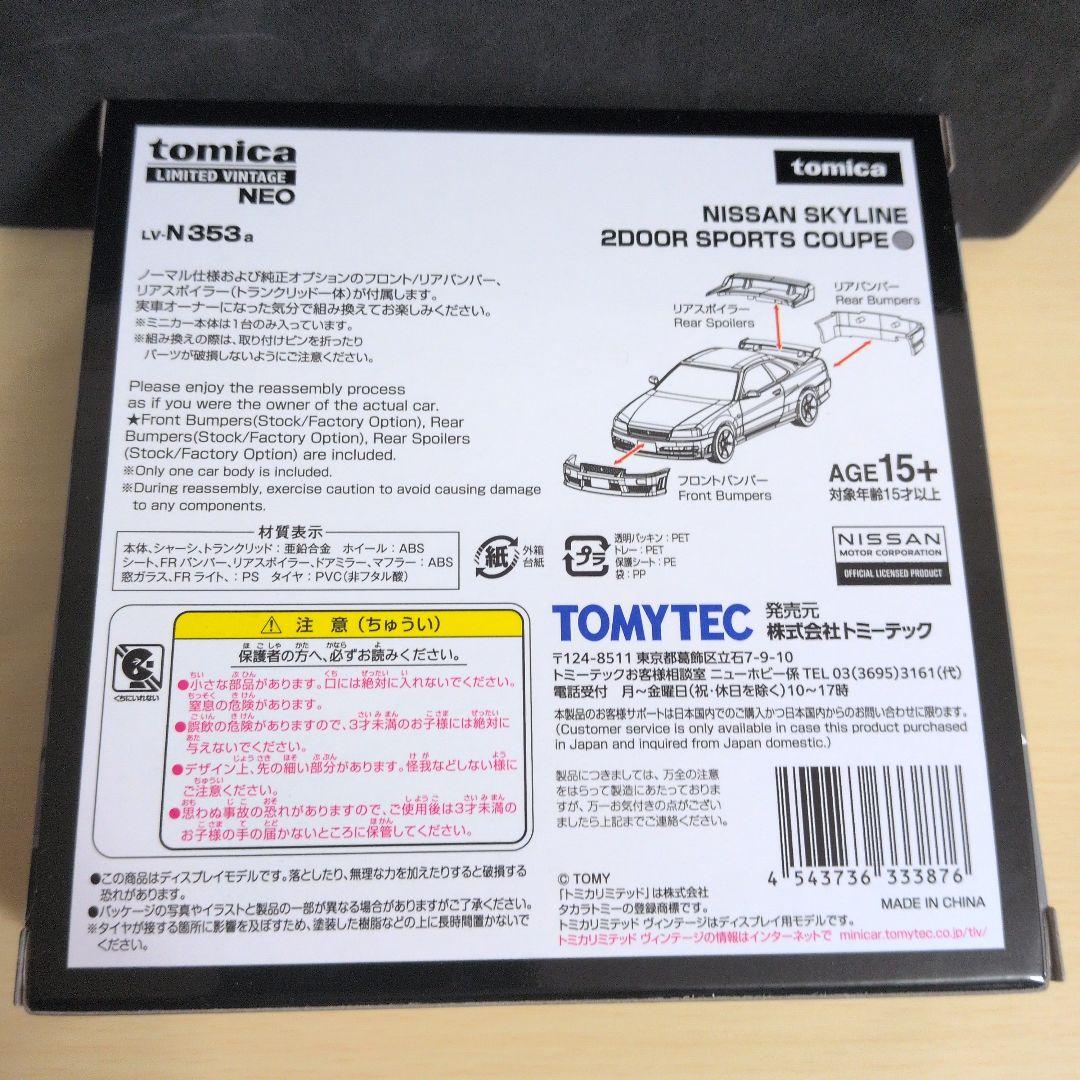 tomica
LIMITED VINTAGE
NEO
LV-N353a
tomica
NISSAN SKYLINE
2DOOR SPORTS COUPE
ノーマル仕様および純正オプションのフロント/リアバンパー、
リアスポイラー(トランクリッド一体)が付属します。
実車オーナーになった気分で組み換えてお楽しみください。
※ミニカー本体は1台のみ入っています。
※組み換えの際は、取り付けピンを折ったり
パーツが破損しないようにご注意ください。
Please enjoy the reassembly process
as if you were the owner of the actual car.
★Front Bumpers(Stock/Factory Option), Rear
Bumpers(Stock/Factory Option), Rear Spoilers
(Stock/Factory Option) are included.
※Only one car body is included.
※During reassembly, exercise caution to avoid causing damage
to any components.
リアスポイラー
Rear Spoilers
リアバンパー
Rear Bumpers
フロントバンパー
Front Bumpers
AGE15+
対象年齢15才以上
材質表示
本体、シャーシ、トランクリッド:亜鉛合金 ホイール:ABS
シート、FRバンパー、リアスポイラー、ドアミラー、マフラー:ABS
窓ガラス、FRライト、:PS タイヤ:PVC(非フタル酸)
紙
外箱
台紙
プラ
透明パッキン:PET
トレー:PET
保護シート:PE
袋:PP
NISSAN
MOTOR CORPORATION
OFFICIAL LICENSED PRODUCT
くちにいれない
⚠ 注意(ちゅうい)
保護者の方へ、必ずお読みください。
●小さな部品があります。口には絶対に入れないでください。
窒息の危険があります。
●誤飲の危険がありますので、3才未満のお子様には絶対に
与えないでください。
●デザイン上、先の細い部分があります。怪我などしない様に
ご注意ください。
●思わぬ事故の恐れがありますので、ご使用後は3才未満の
お子様の手の届かないところに保管してください。
●この商品はディスプレイモデルです。落としたり、無理な力を加えたりすると破損する
恐れがあります。
●パッケージの写真やイラストと製品の一部が異なる場合がありますがご了承ください。
※タイヤが接する箇所に影響を及ぼすため、塗装した樹脂などの上に長時間置かないで
ください。
TOMYTEC
発売元
株式会社トミーテック
〒124-8511 東京都葛飾区立石7-9-10
トミーテックお客様相談室 ニューホビー係 TEL 03(3695)3161(代)
電話受付 月〜金曜日(祝・休日を除く)10〜17時
本製品のお客様サポートは日本国内でのご購入かつ日本国内からのお問い合わせに限ります。
(Customer service is only available in case this product purchased
in Japan and inquired from Japan domestic.)
製品につきましては、万全の注意
をはらって製造にあたっておりま
すが、万一お気付きの点がござい
ましたら上記までご連絡ください。
4 543736 333876
MADE IN CHINA
© TOMY
「トミカリミテッド」は株式会社
タカラトミーの登録商標です。
トミカリミテッド ヴィンテージはディスプレイ用モデルです。
トミカリミテッド ヴィンテージの情報はインターネットで minicar.tomytec.co.jp/tlv/